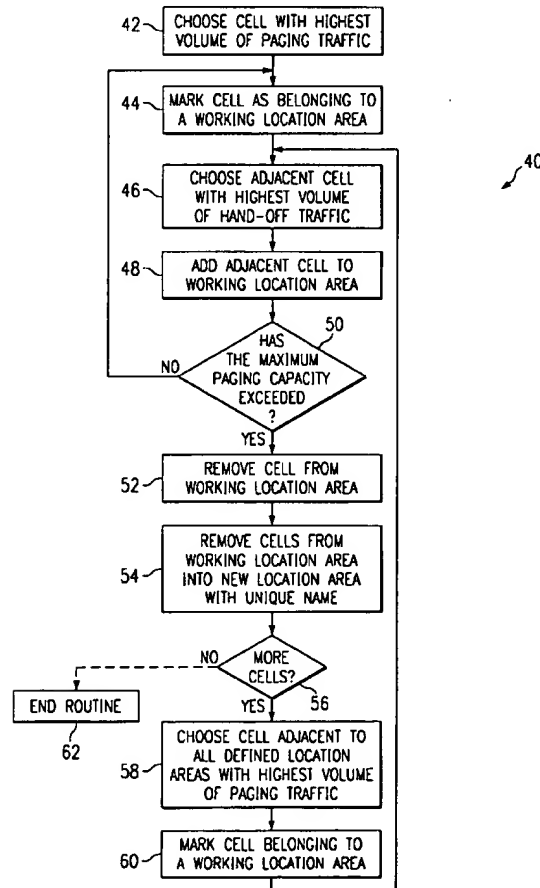 42
CHOOSE CELL WITH HIGHEST
VOLUME OF PAGING TRAFFIC
44
MARK CELL AS BELONGING TO
A WORKING LOCATION AREA
40
46
CHOOSE ADJACENT CELL
WITH HIGHEST VOLUME
OF HAND-OFF TRAFFIC
48
ADD ADJACENT CELL TO
WORKING LOCATION AREA
50
HAS
THE MAXIMUM
PAGING CAPACITY
EXCEEDED
?
NO
YES
52
REMOVE CELL FROM
WORKING LOCATION AREA
54
REMOVE CELLS FROM
WORKING LOCATION AREA
INTO NEW LOCATION AREA
WITH UNIQUE NAME
NO
MORE
CELLS?
56
YES
END ROUTINE
62
58
CHOOSE CELL ADJACENT TO
ALL DEFINED LOCATION
AREAS WITH HIGHEST VOLUME
OF PAGING TRAFFIC
60
MARK CELL BELONGING TO
A WORKING LOCATION AREA